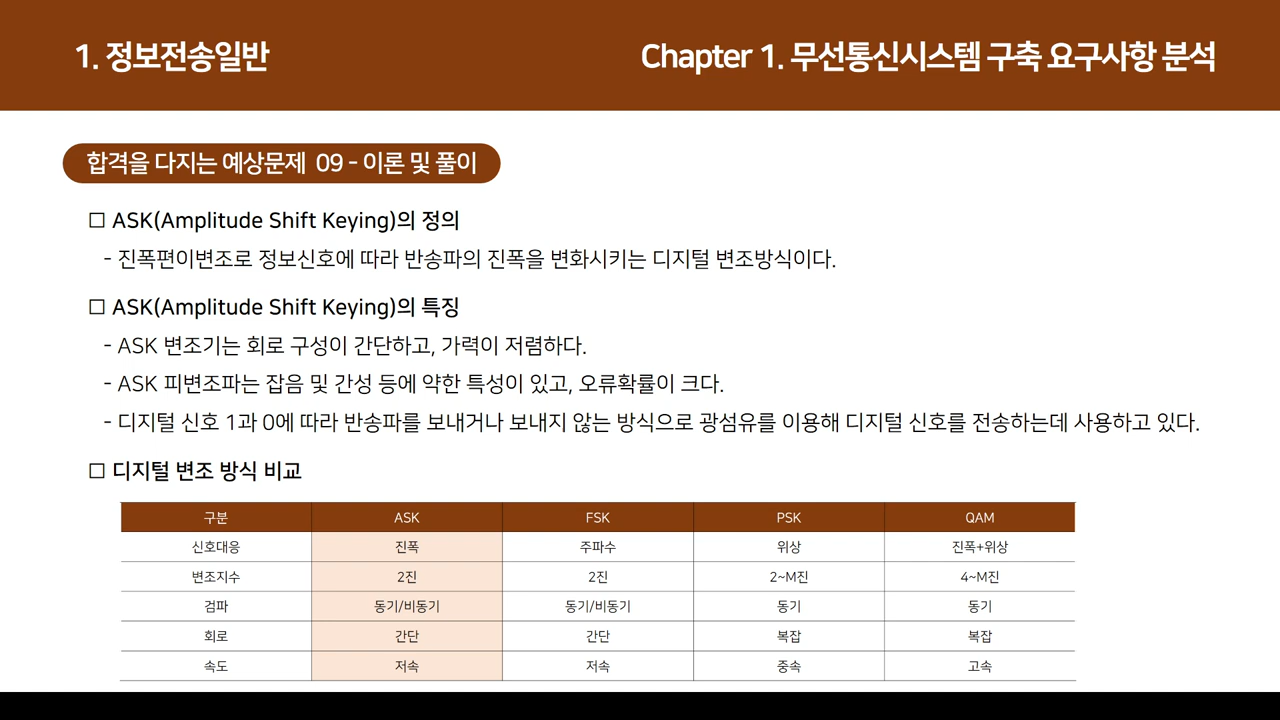 1. 정보전송일반
Chapter 1. 무선통신시스템 구축 요구사항 분석
합격을 다지는 예상문제 09 - 이론 및 풀이
□ ASK(Amplitude Shift Keying)의 정의
- 진폭편이변조로 정보신호에 따라 반송파의 진폭을 변화시키는 디지털 변조방식이다.
□ ASK(Amplitude Shift Keying)의 특징
- ASK 변조기는 회로 구성이 간단하고, 가력이 저렴하다.
- ASK 피변조파는 잡음 및 간성 등에 약한 특성이 있고, 오류확률이 크다.
- 디지털 신호 1과 0에 따라 반송파를 보내거나 보내지 않는 방식으로 광섬유를 이용해 디지털 신호를 전송하는데 사용하고 있다.
□ 디지털 변조 방식 비교
구분 ASK FSK PSK QAM
신호대응 진폭 주파수 위상 진폭+위상
변조지수 2진 2진 2~M진 4~M진
검파 동기/비동기 동기/비동기 동기 동기
회로 간단 간단 복잡 복잡
속도 저속 저속 중속 고속